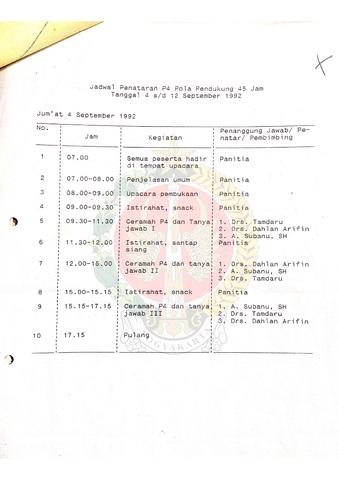 Jadwal Penataran P4 Pola Pendukung 45 Jam
Tanggal 4 s/d 12 September 1992
Jum'at 4 September 1992
No. Jam Kegiatan Penanggung Jawab/ Pe-
natar/ Pembimbing
1 07.00 Semua peserta hadir Panitia
di tempat upacara
2 07.00-08.00 Penjelasan umum Panitia
3 08.00-09.00 Upacara pembukaan Panitia
4 09.00-09.30 Istirahat, snack Panitia
5 09.30-11.30 Ceramah P4 dan Tanya 1. Drs. Tamdaru
jawab I 2. Drs. Dahlan Arifin
3. A. Subanu, SH
6 11.30-12.00 Istirahat, santap Panitia
siang
7 12.00-15.00 Ceramah P4 dan tanya 1. Drs. Dahlan Arifin
jawab II 2. A. Subanu, SH
3. Drs. Tamdaru
8 15.00-15.15 Istirahat, snack Panitia
9 15.15-17.15 Ceramah P4 dan tanya 1. A. Subanu, SH
jawab III 2. Drs. Tamdaru
3. Drs. Dahlan Arifin
10 17.15 Pulang